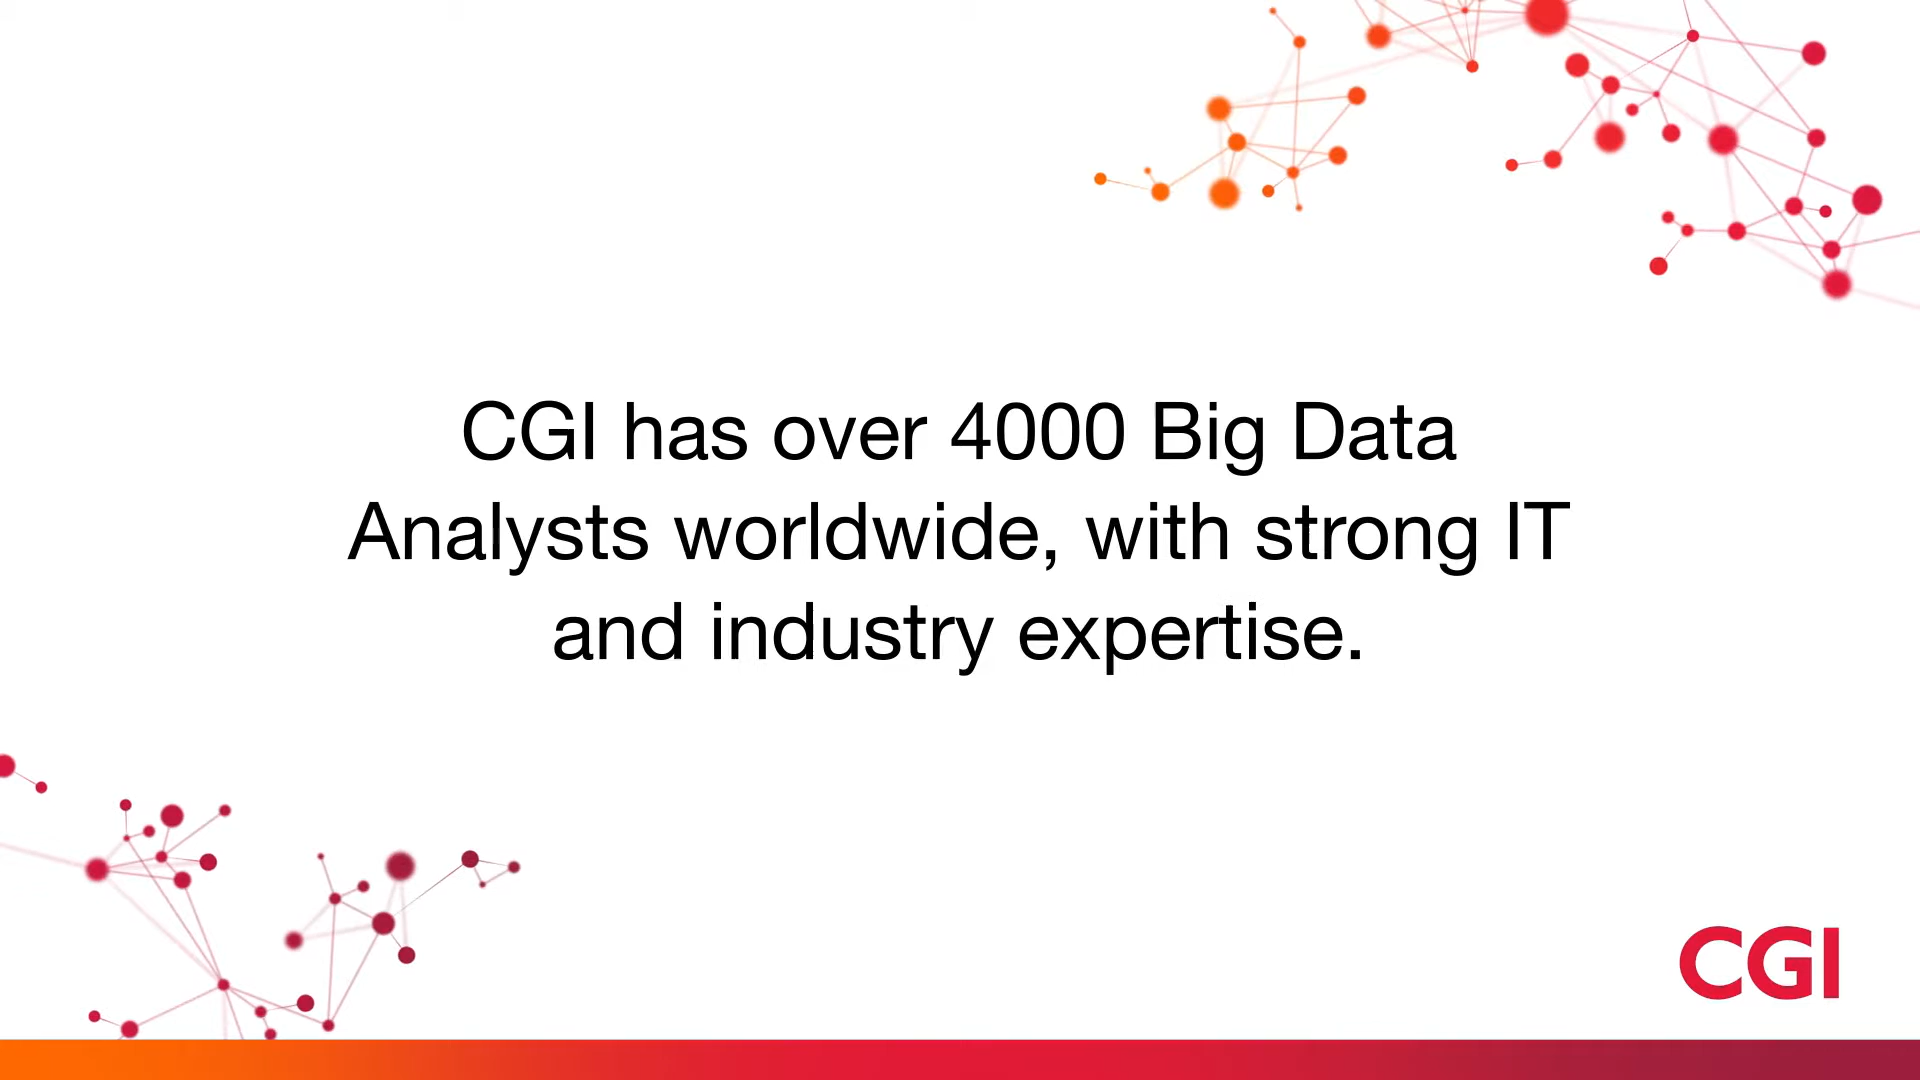 CGI has over 4000 Big Data
Analysts worldwide, with strong IT
and industry expertise.
CGI